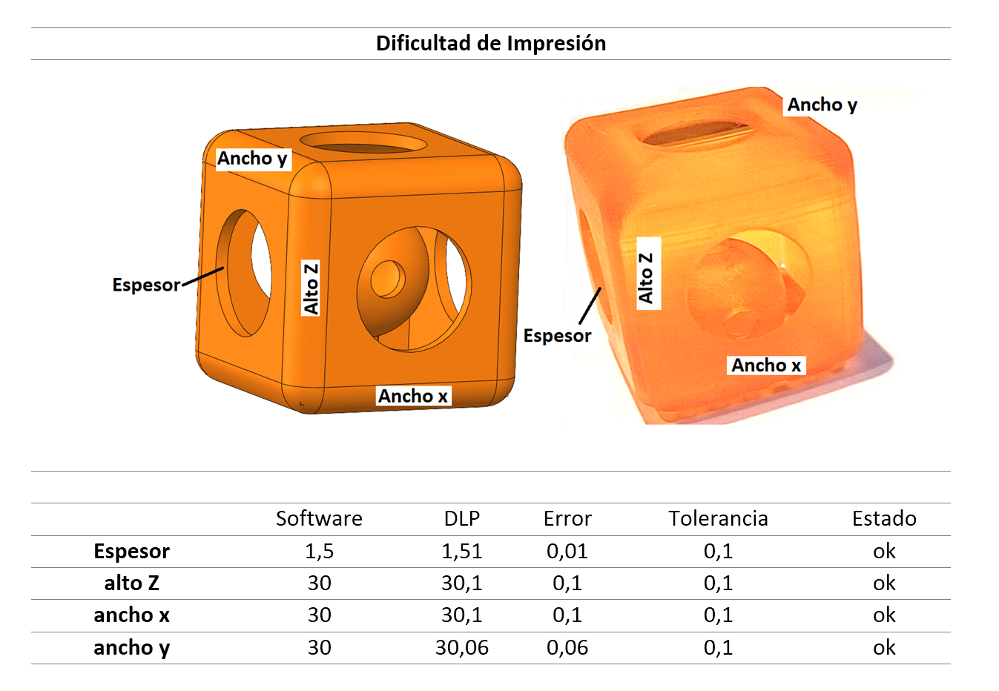 Dificultad de Impresión
Ancho y
Ancho y
Espesor
Alto Z
Alto Z
Espesor
Ancho x
Ancho x
Software DLP Error Tolerancia Estado
Espesor 1,5 1,51 0,01 0,1 ok
alto Z 30 30,1 0,1 0,1 ok
ancho x 30 30,1 0,1 0,1 ok
ancho y 30 30,06 0,06 0,1 ok